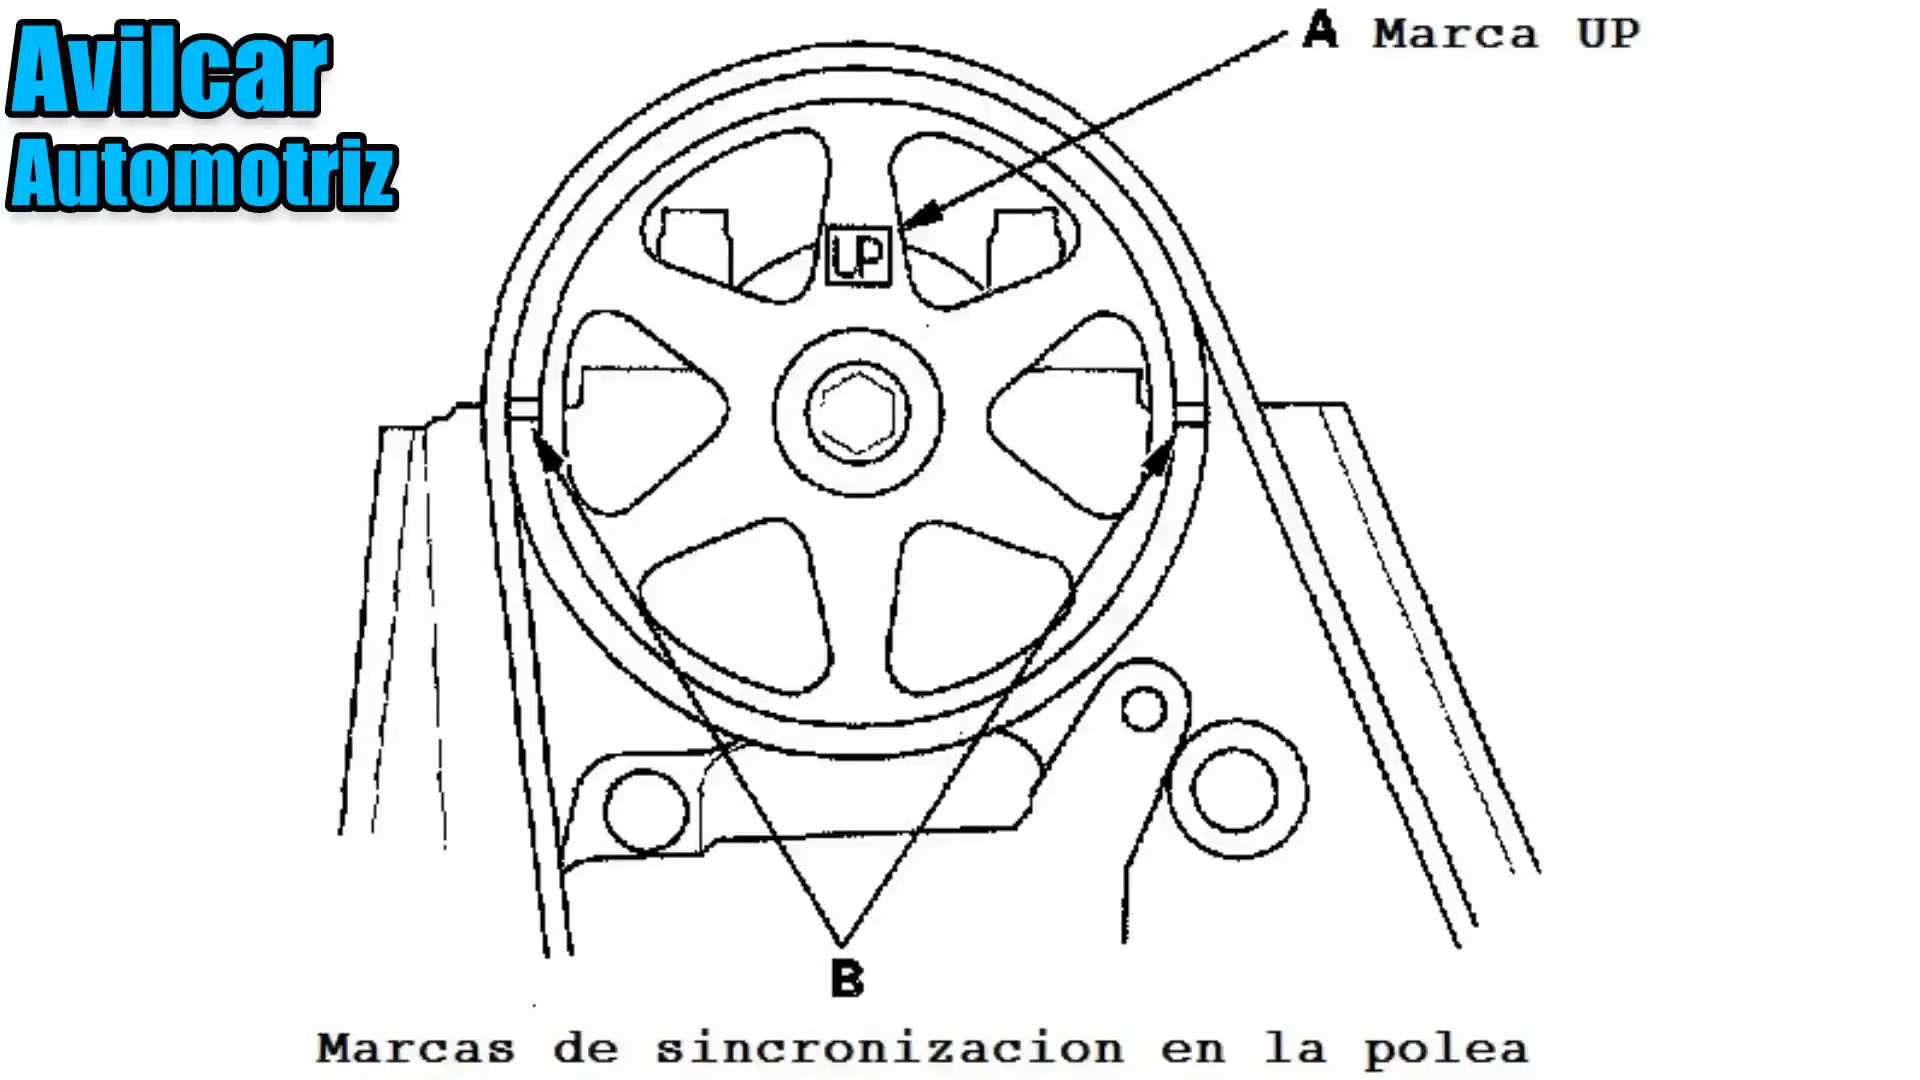 Avilcar
Automotriz
A Marca UP
UP
B
Marcas de sincronizacion en la polea